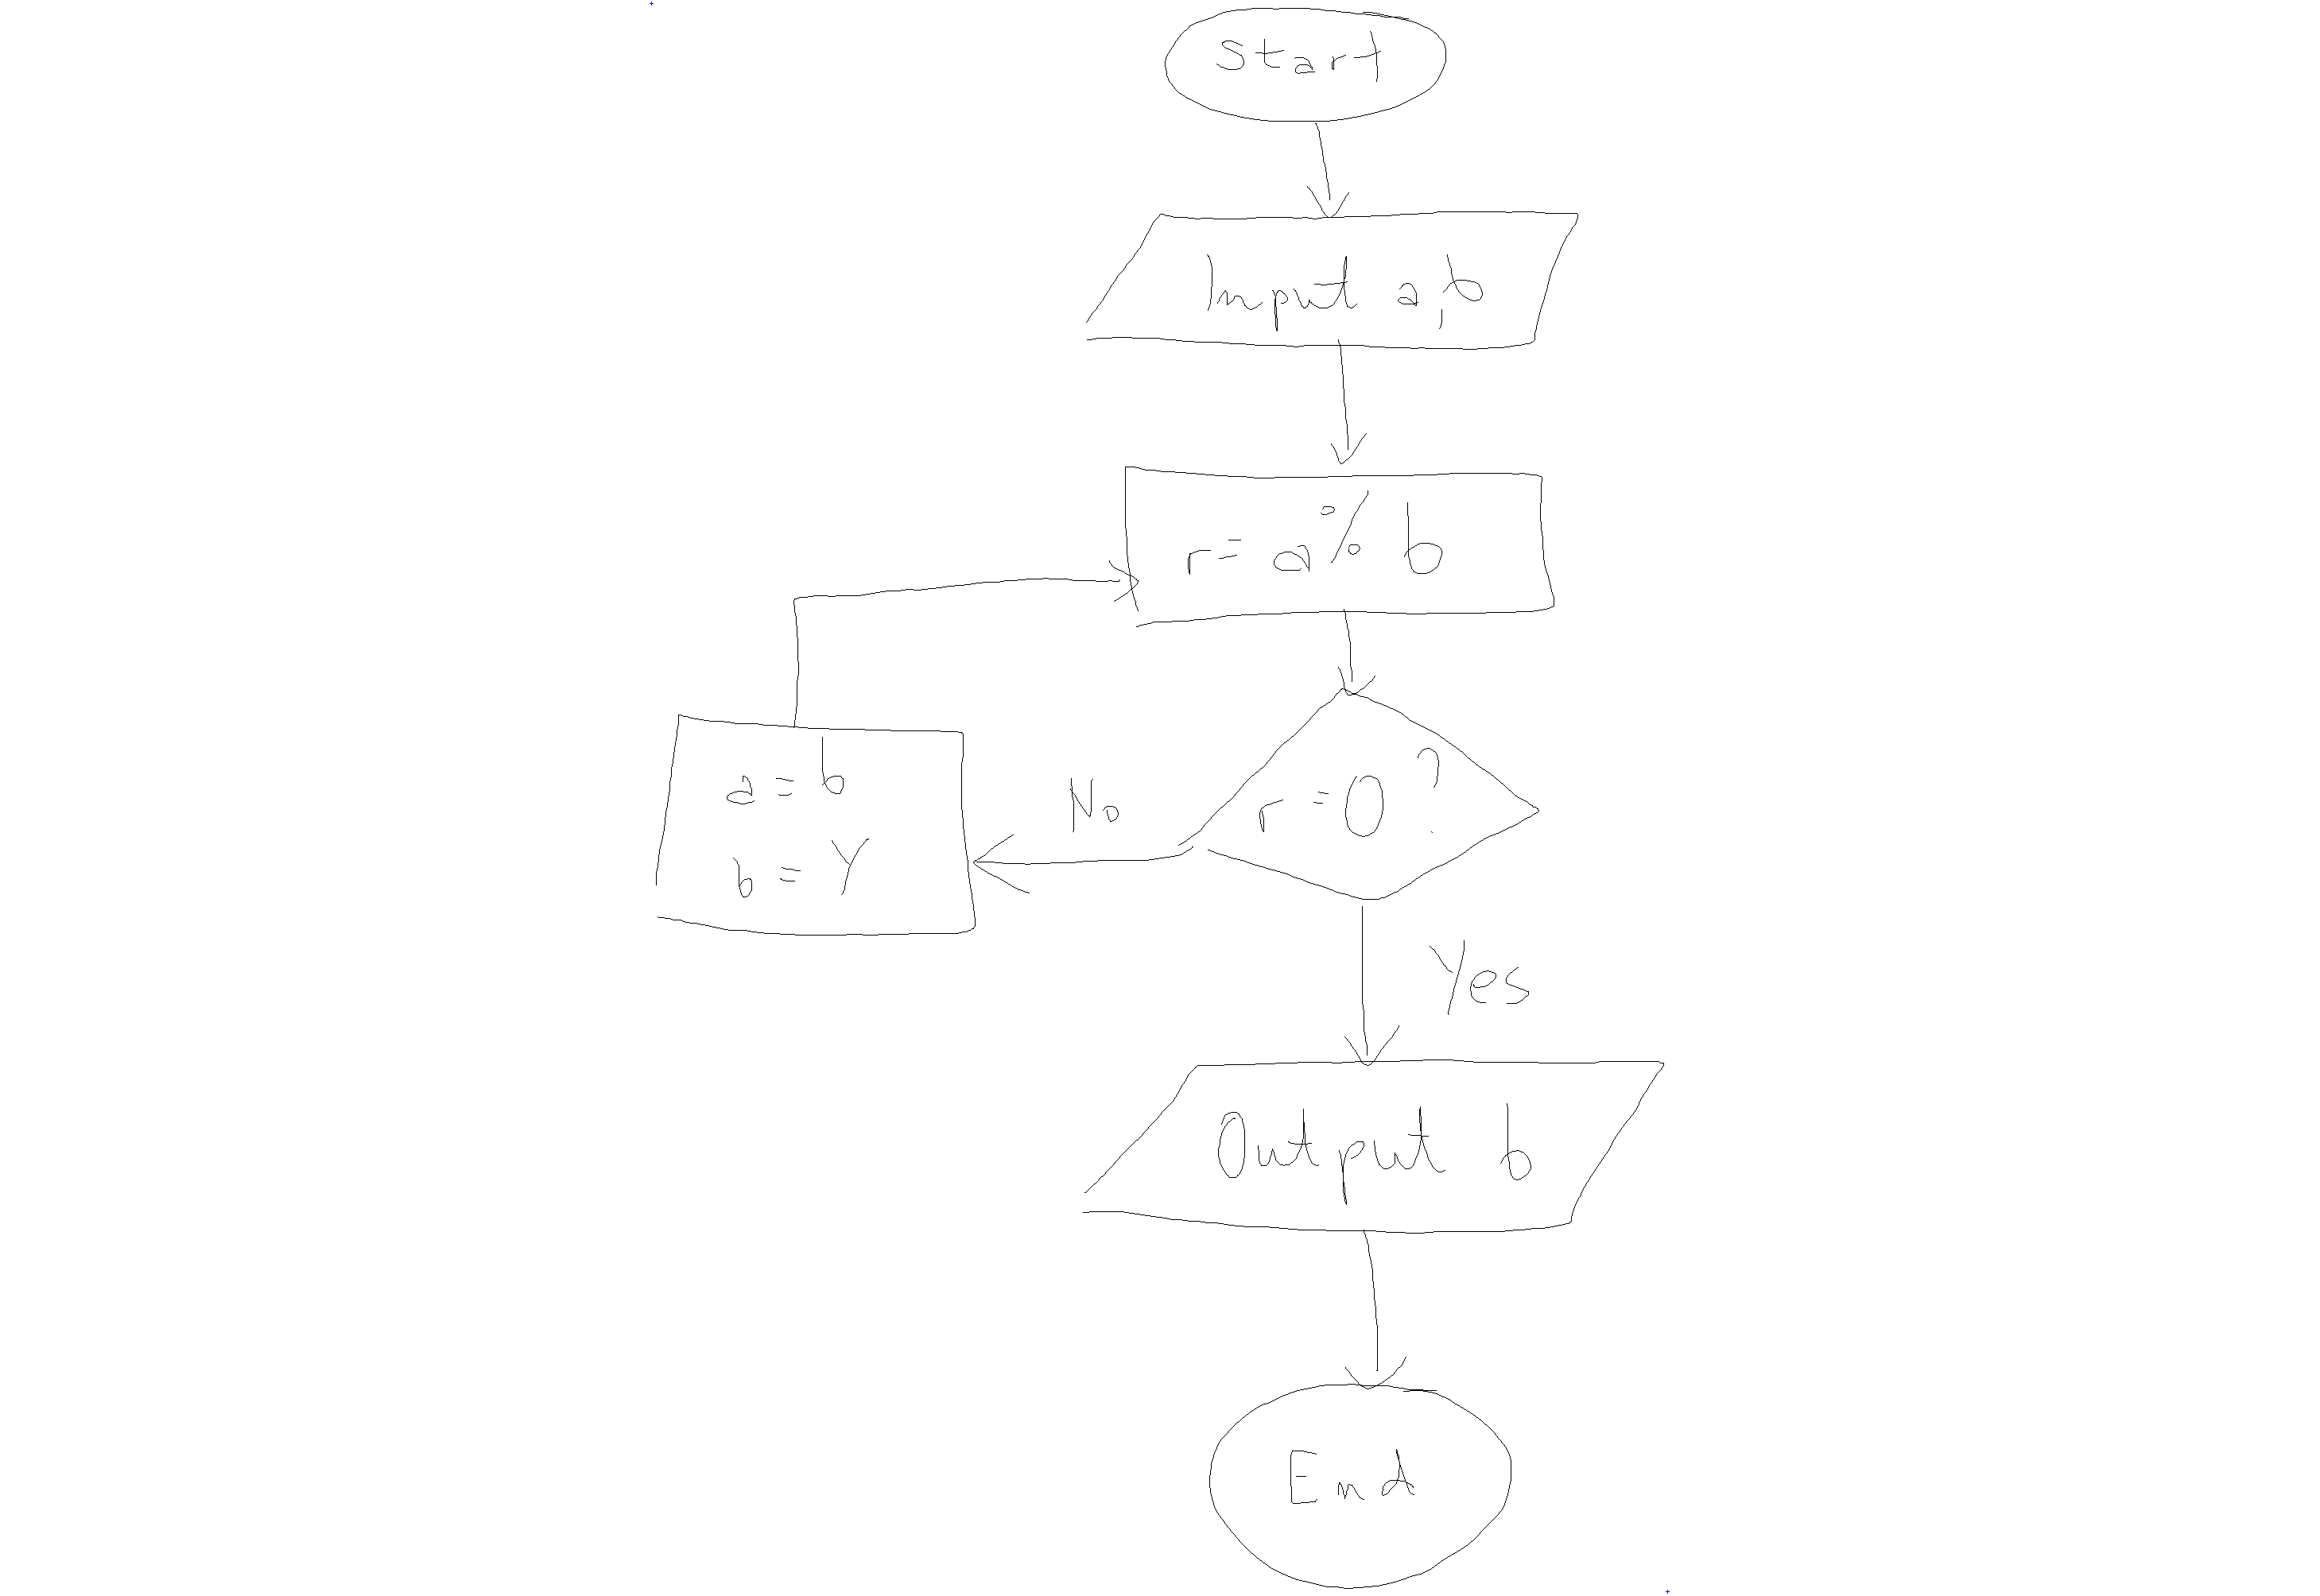 Start
Input a,b
r = a % b
r = 0 ?
No
a = b
b = Y
Yes
Output b
End